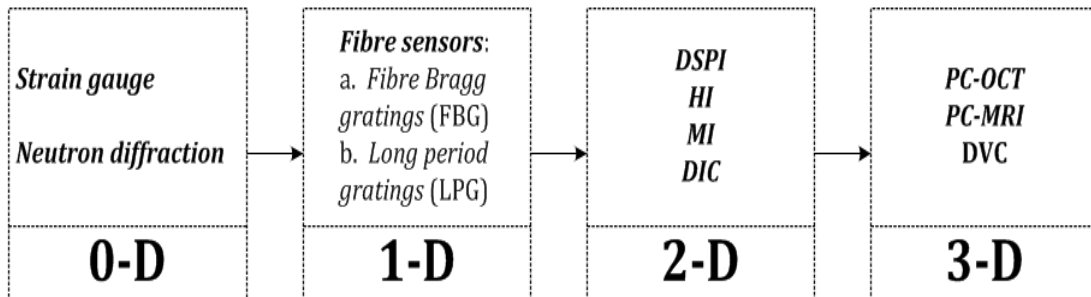 Strain gauge
Neutron diffraction
0-D
Fibre sensors:
a. Fibre Bragg
gratings (FBG)
b. Long period
gratings (LPG)
1-D
DSPI
HI
MI
DIC
2-D
PC-OCT
PC-MRI
DVC
3-D